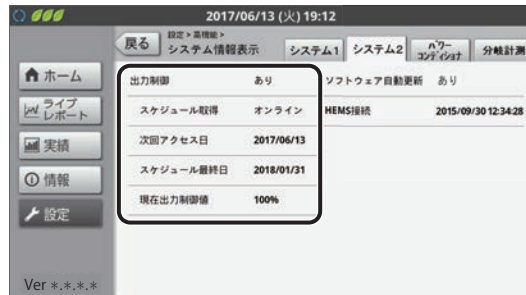 2017/06/13 (火) 19:12
戻る
設定 > 高機能 >
システム情報表示
システム1
システム2
パワーコンディショナ
分岐計測
ホーム
ライブレポート
実績
情報
設定
Ver *.*.*.*
出力制御 あり
スケジュール取得 オンライン
次回アクセス日 2017/06/13
スケジュール最終日 2018/01/31
現在出力制御値 100%
ソフトウェア自動更新 あり
HEMS接続 2015/09/30 12:34:28